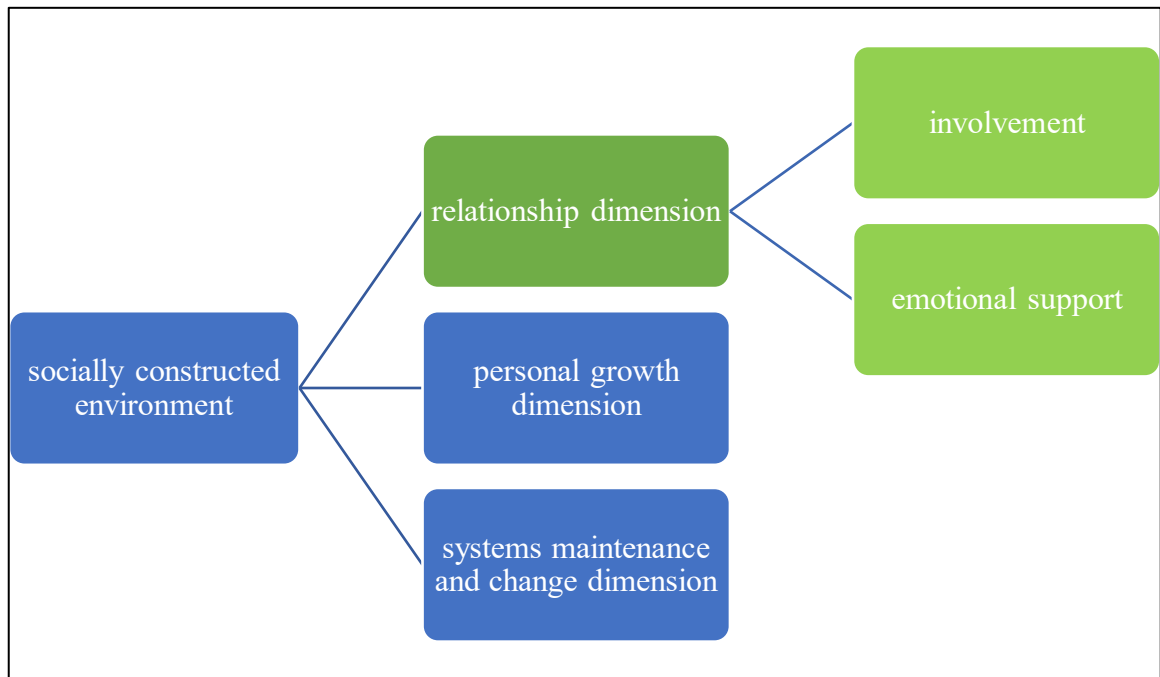 socially constructed
environment
relationship dimension
personal growth
dimension
systems maintenance
and change dimension
involvement
emotional support